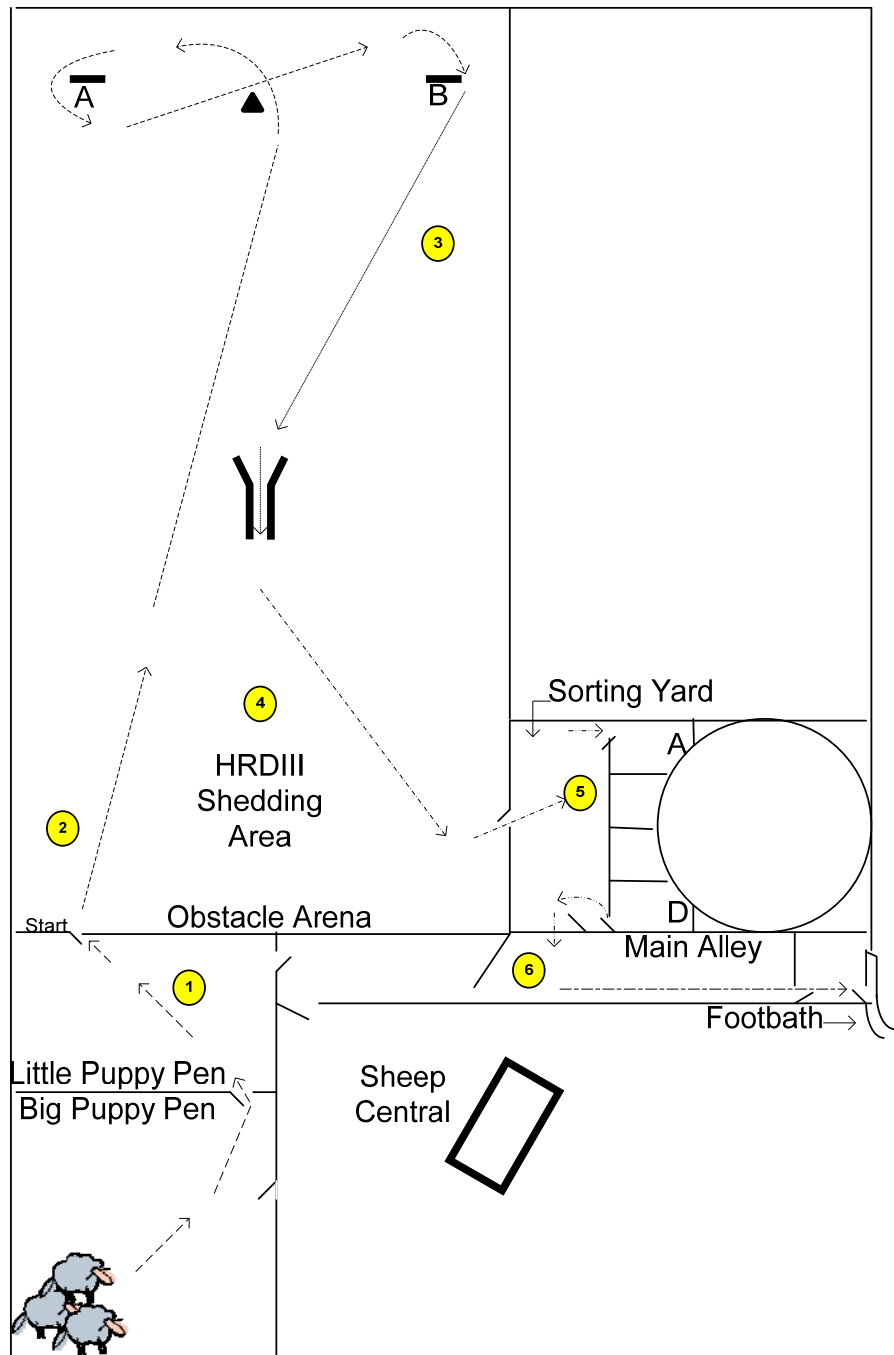 A
B
3
Sorting Yard
4
A
HRDIII
Shedding
Area
5
2
D
Start
Obstacle Arena
Main Alley
6
1
Footbath
Little Puppy Pen
Big Puppy Pen
Sheep
Central